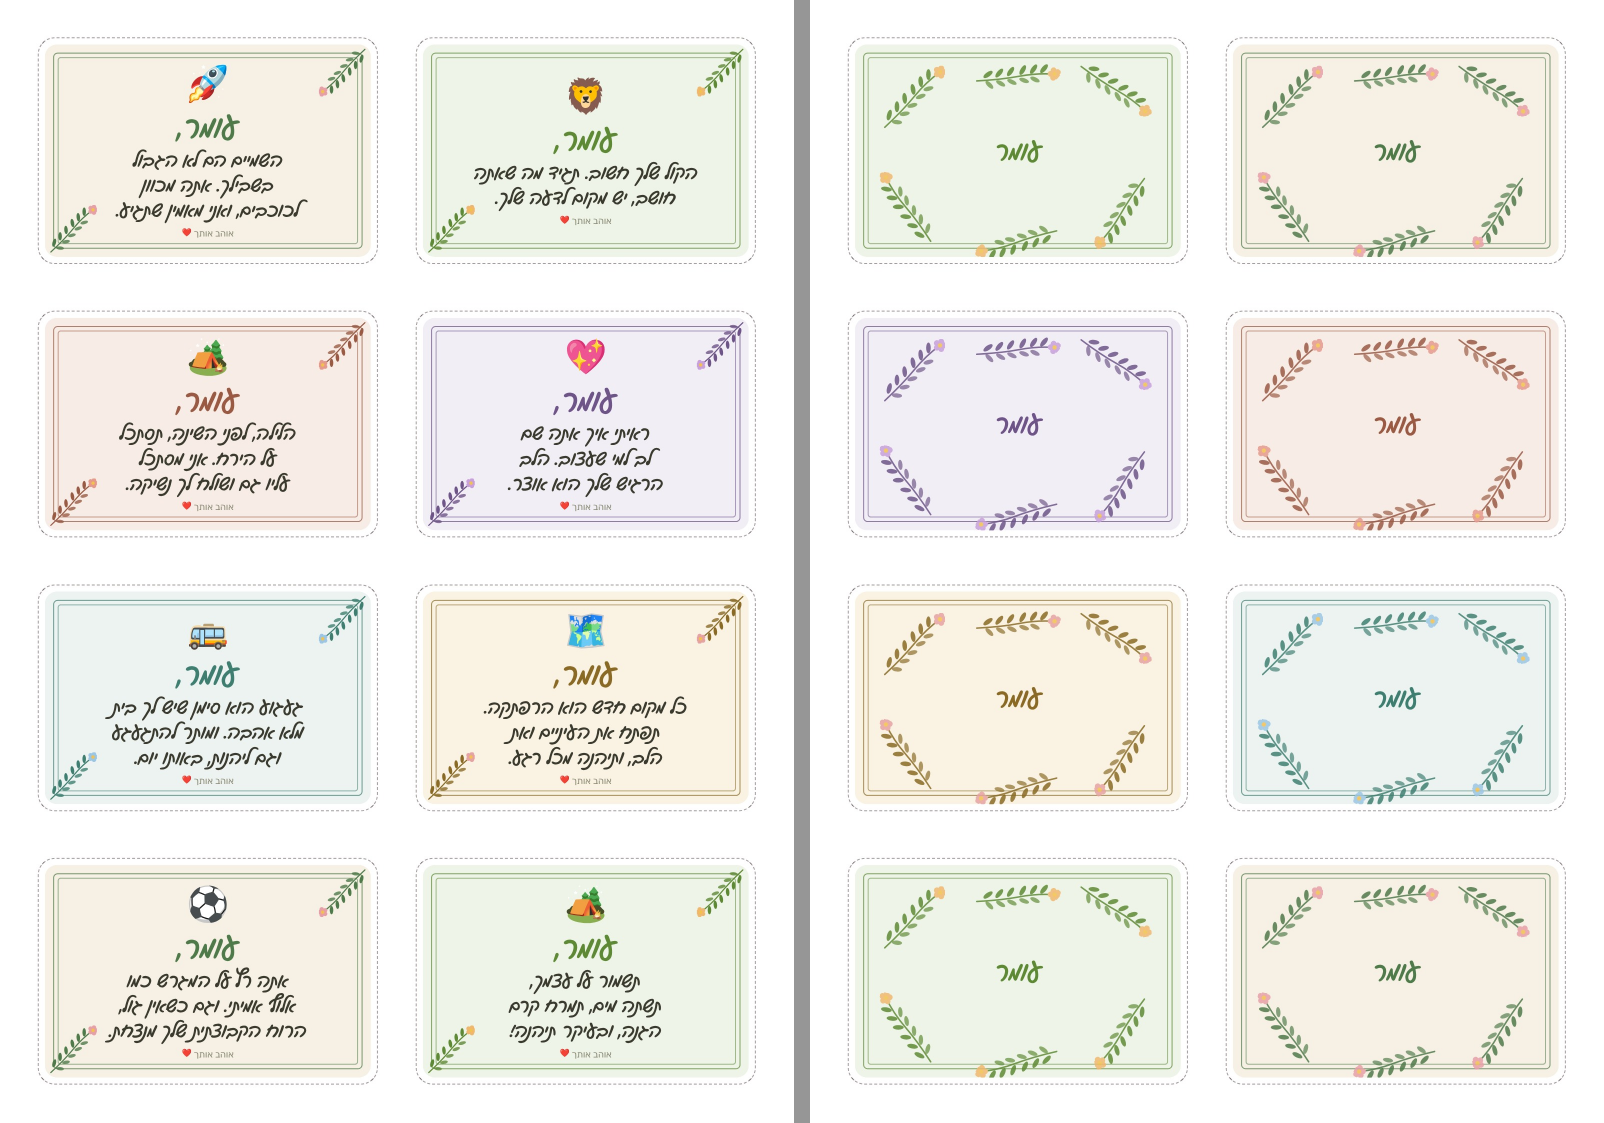 עומר,
השמיים הם לא הגבול
בשבילך. אתה מכוון
לכוכבים, ואני מאמין שתגיע.
אוהב אותך ❤️
עומר,
הקול שלך חשוב. תגיד מה שאתה
חושב, יש מקום לדעה שלך.
אוהב אותך ❤️
עומר,
הלילה, לפני השינה, תסתכל
על הירח. אני מסתכל
עליו גם ושולח לך נשיקה.
אוהב אותך ❤️
עומר,
ראיתי איך אתה שם
לב למי שעצוב. הלב
הרגיש שלך הוא אוצר.
אוהב אותך ❤️
עומר,
געגוע הוא סימן שיש לך בית
מלא אהבה. ומותר להתגעגע
וגם ליהנות, באותו יום.
אוהב אותך ❤️
עומר,
כל מקום חדש הוא הרפתקה.
תפתח את העיניים ואת
הלב, ותיהנה מכל רגע.
אוהב אותך ❤️
עומר,
אתה רץ על המגרש כמו
אלוף אמיתי. וגם כשאין גול,
הרוח הקבוצתית שלך מנצחת.
אוהב אותך ❤️
עומר,
תשמור על עצמך,
תשתה מים, תמרח קרם
הגנה, ובעיקר תיהנה!
אוהב אותך ❤️
עומר
עומר
עומר
עומר
עומר
עומר
עומר
עומר